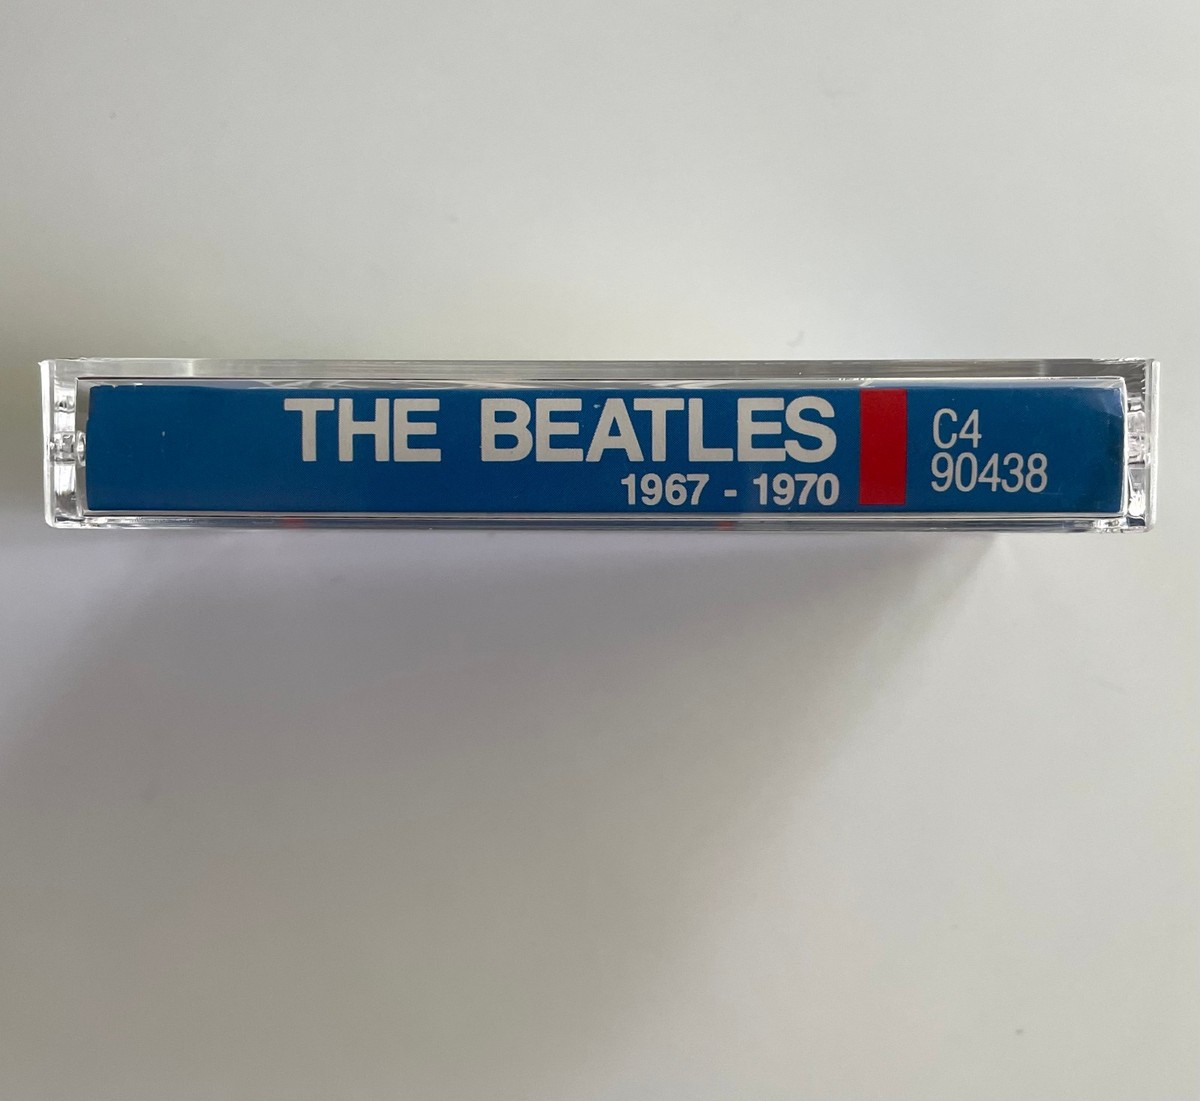 THE BEATLES
1967 - 1970
C4
90438